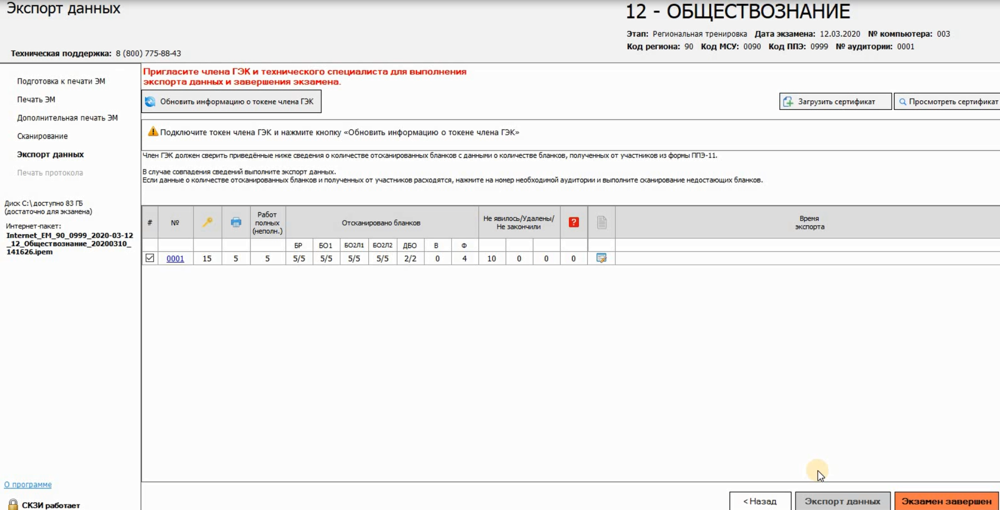 Экспорт данных
12 - ОБЩЕСТВОЗНАНИЕ
Этап: Региональная тренировка Дата экзамена: 12.03.2020 № компьютера: 003
Код региона: 90 Код МСУ: 0090 Код ППЭ: 0999 № аудитории: 0001
Техническая поддержка: 8 (800) 775-88-43
Подготовка к печати ЭМ
Печать ЭМ
Дополнительная печать ЭМ
Сканирование
Экспорт данных
Печать протокола
Диск C:\ доступно 83 ГБ
(достаточно для экзамена)
Интернет-пакет:
Internet_EM_90_0999_2020-03-12
_12_Обществознание_20200310_
141626.ipem
О программе
СКЗИ работает
Пригласите члена ГЭК и технического специалиста для выполнения
экспорта данных и завершения экзамена.
Обновить информацию о токене члена ГЭК
Загрузить сертификат
Просмотреть сертификат
Подключите токен члена ГЭК и нажмите кнопку «Обновить информацию о токене члена ГЭК»
Член ГЭК должен сверить приведённые ниже сведения о количестве отсканированных бланков с данными о количестве бланков, полученных от участников из формы ППЭ-11.
В случае совпадения сведений выполните экспорт данных.
Если данные о количестве отсканированных бланков и полученных от участников расходятся, нажмите на номер необходимой аудитории и выполните сканирование недостающих бланков.
# № Работ полных (неполн.) Отсканировано бланков Не явилось/Удалены/ Не закончили ? Время экспорта
БР БО1 БО2Л1 БО2Л2 ДБО В Ф
0001 15 5 5 5/5 5/5 5/5 5/5 2/2 0 4 10 0 0 0
< Назад
Экспорт данных
Экзамен завершен